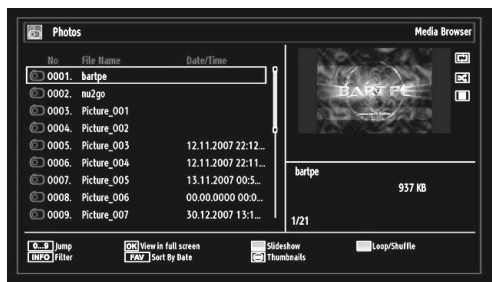 Photos Media Browser
No File Name Date/Time
0001. bartpe
0002. nu2go
0003. Picture_001
0004. Picture_002
0005. Picture_003 12.11.2007 22:12...
0006. Picture_004 12.11.2007 22:11...
0007. Picture_005 13.11.2007 00:5...
0008. Picture_006 00.00.0000 00:0...
0009. Picture_007 30.12.2007 13:1...
BART PE
bartpe
937 KB
1/21
0...9 Jump OK View in full screen Slideshow Loop/Shuffle
INFO Filter FAV Sort By Date Thumbnails